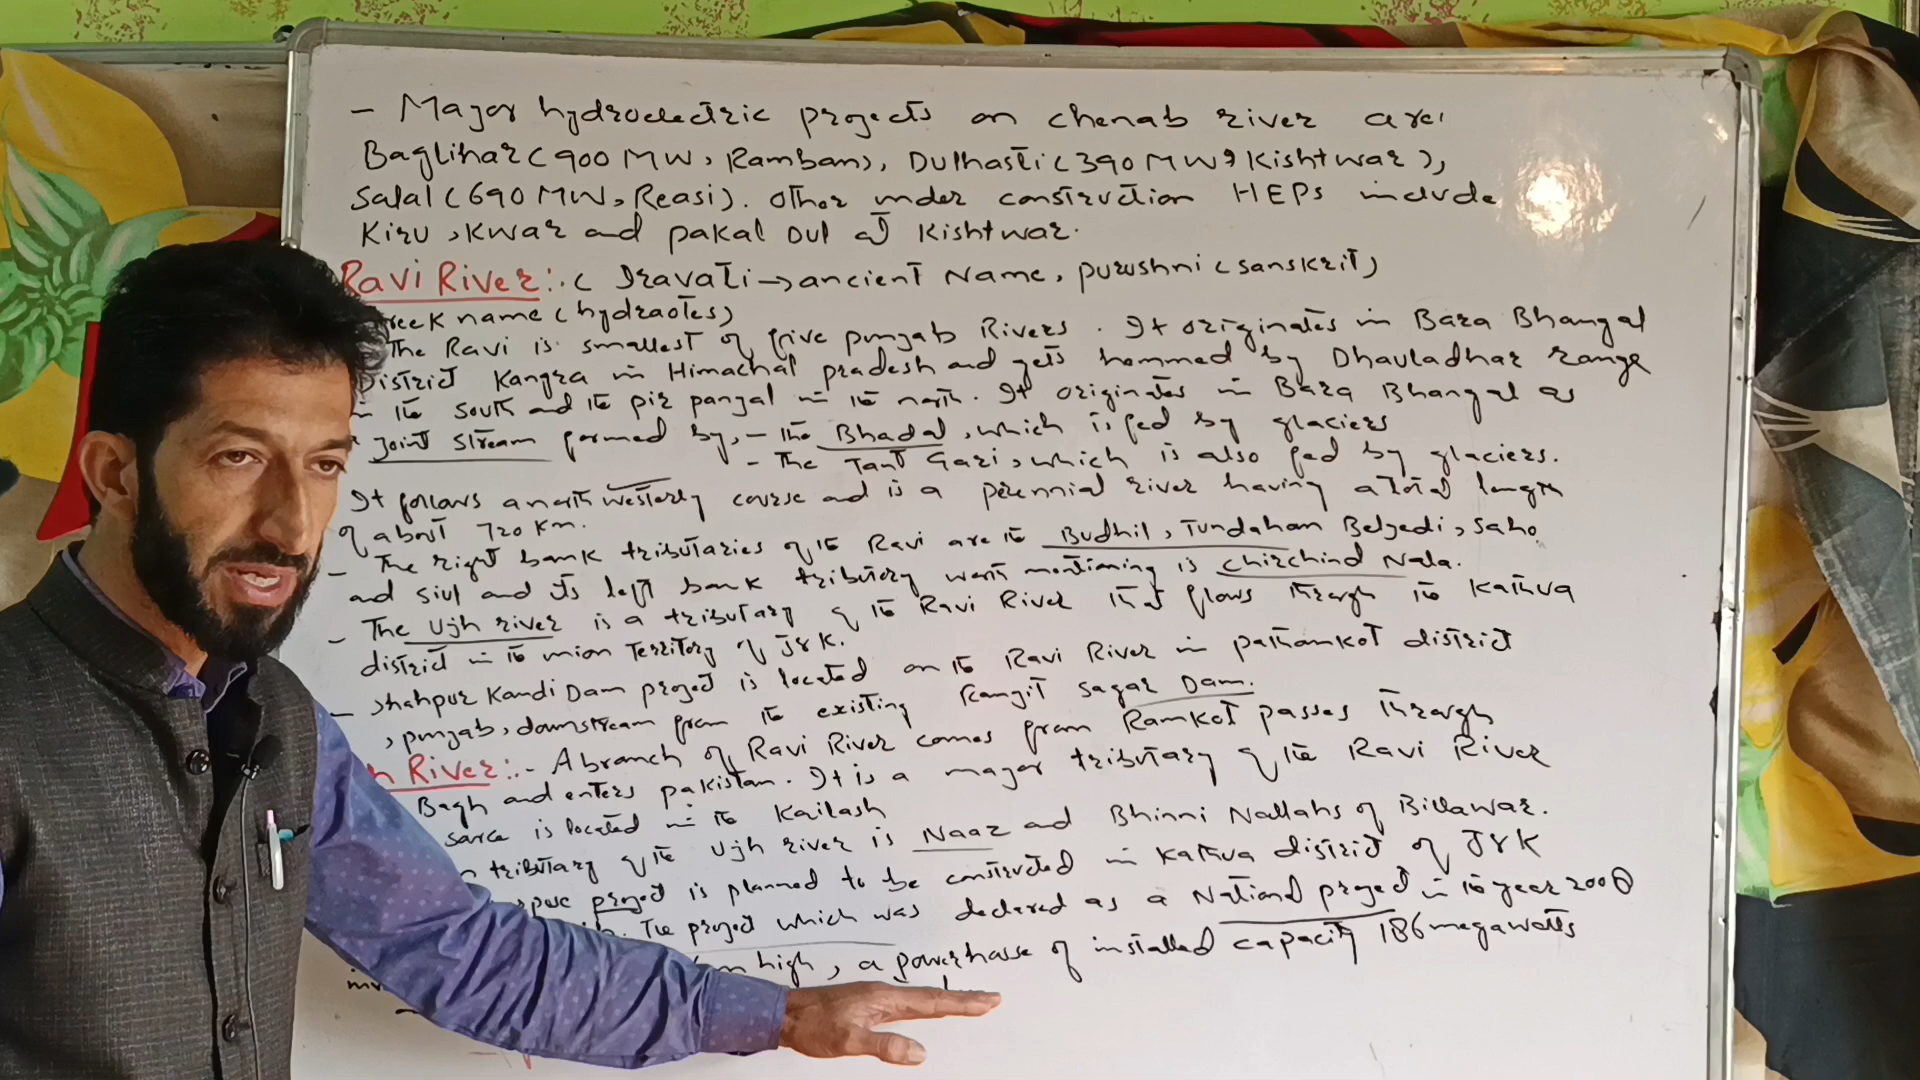 - Major hydroelectric projects on chenab river are:
Baglihar (900 MW, Ramban), Dulhasti (390 MW, Kishtwar),
Salal (690 MW, Reasi). Other under construction HEPs include
Kiru, Kwar and pakal Dul at Kishtwar.
Ravi River:. ( Iravati → ancient Name, purushni (sanskrit)
reek name (hydraotes)
The Ravi is smallest of five punjab Rivers. It originates in Bara Bhangal
District Kangra in Himachal pradesh and gets hemmed by Dhauladhar range
in the south and the pir panjal in the north. It originates in Bara Bhangal as
joint stream formed by, - the Bhadal, which is fed by glaciers
- The Tant Gari, which is also fed by glaciers.
It follows a north westerly course and is a perennial river having a total length
of about 720 Km.
- The right bank tributaries of the Ravi are the Budhil, Tundahan Beljedi, Saho
and Siul and its left bank tributary worth mentioning is chirchind Nala.
- The Ujh river is a tributary of the Ravi River that flows through the Kathua
district in the union Territory of J&K.
- Shahpur Kandi Dam project is located on the Ravi River in pathankot district
, punjab, downstream from the existing Ranjit sagar Dam.
h River:.- A branch of Ravi River comes from Ramkot passes through
Bagh and enters pakistan. It is a major tributary of the Ravi River
is located in the Kailash
tributary of the Ujh river is Naaz and Bhinni Nallahs of Billawar.
project is planned to be constructed in Kathua district of J&K
The project which was declared as a National project in the year 2008
high, a powerhouse of installed capacity 186 megawatts